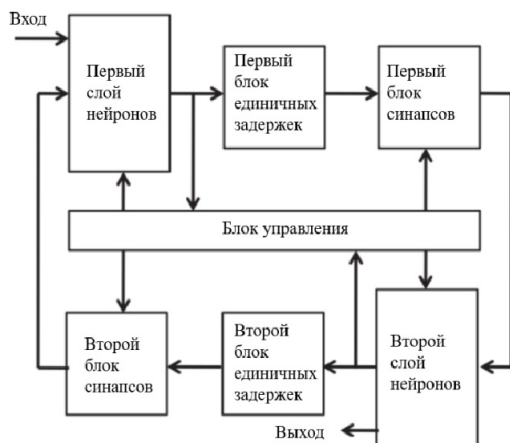 Вход
Первый
слой
нейронов
Первый
блок
единичных
задержек
Первый
блок
синапсов
Блок управления
Второй
блок
синапсов
Второй
блок
единичных
задержек
Второй
слой
нейронов
Выход